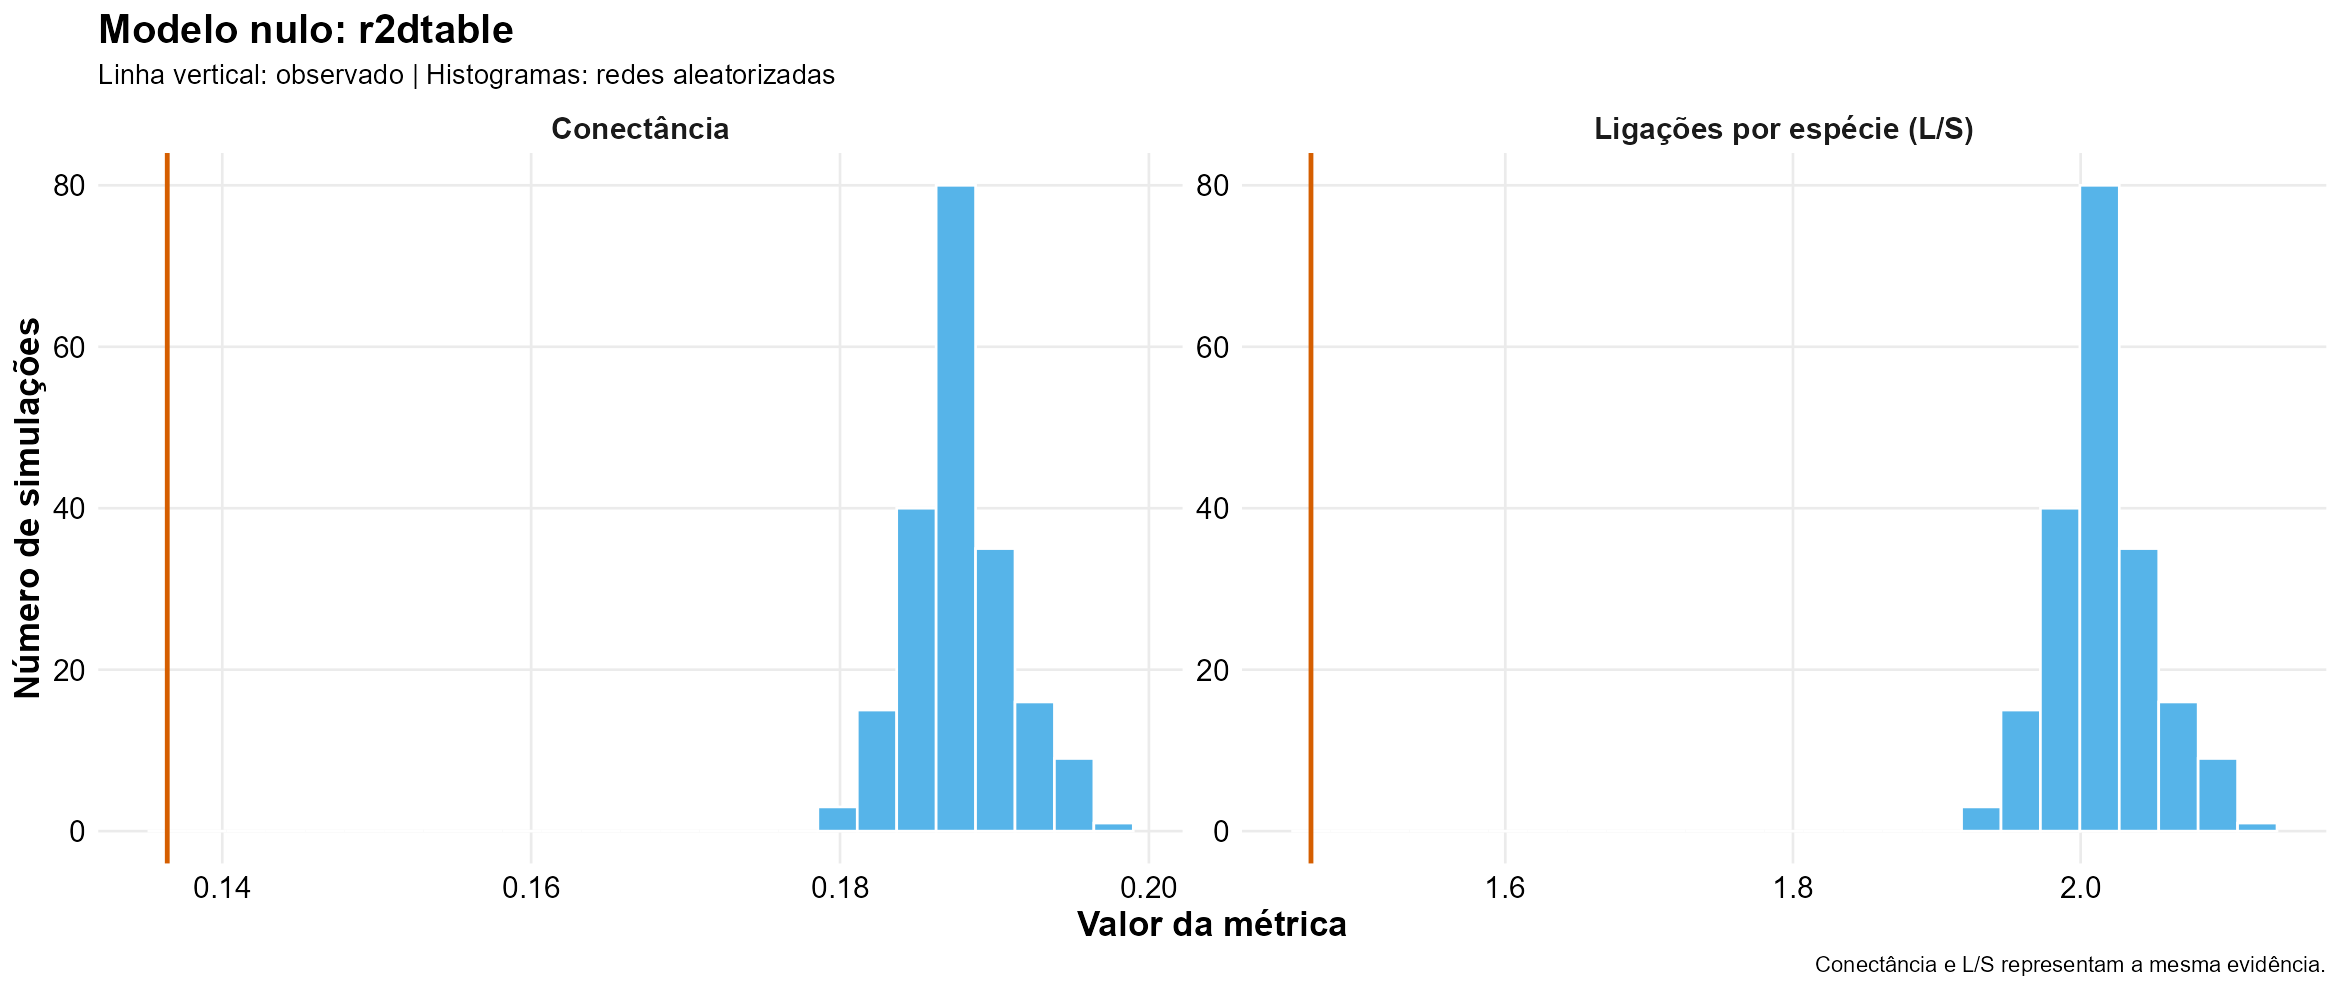 Modelo nulo: r2dtable
Linha vertical: observado | Histogramas: redes aleatorizadas
Conectância
Ligações por espécie (L/S)
Número de simulações
80
60
40
20
0
80
60
40
20
0
0.14
0.16
0.18
0.20
1.6
1.8
2.0
Valor da métrica
Conectância e L/S representam a mesma evidência.